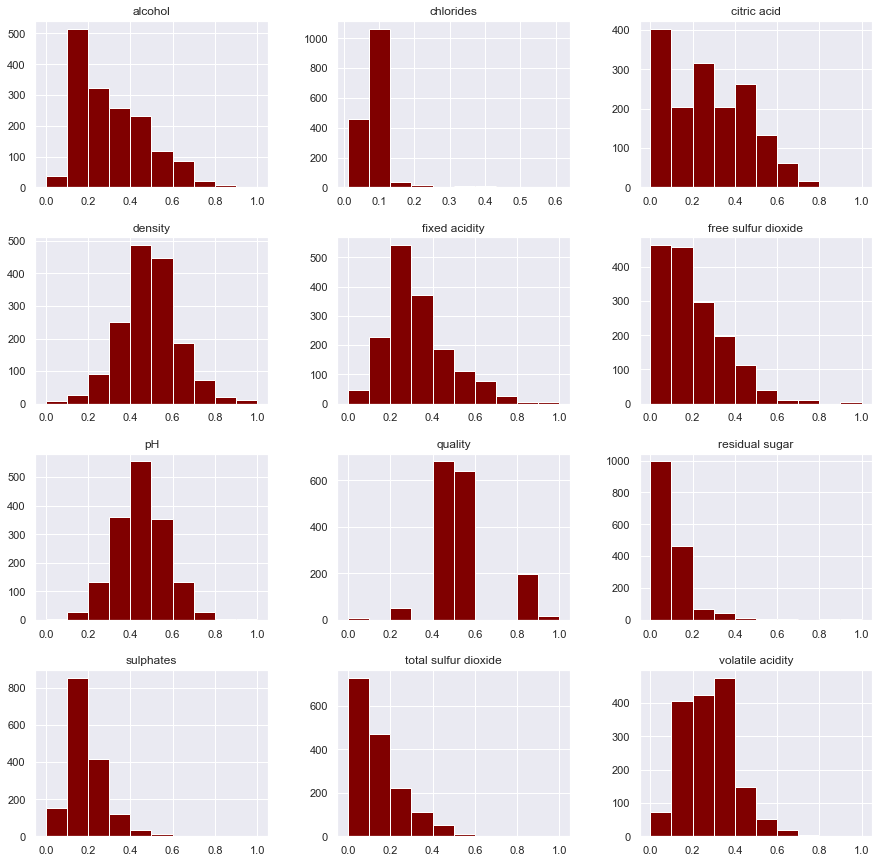 alcohol chlorides citric acid
500 1000 400
400 800 300
300 600 200
200 400 100
100 200 0
0 0
0.0 0.2 0.4 0.6 0.8 1.0 0.0 0.1 0.3 0.4 0.6 0.0 0.2 0.4 0.6 0.8 1.0
density fixed acidity free sulfur dioxide
500 500 400
400 400 300
300 300 200
200 200 100
100 100 0
0 0
0.0 0.2 0.4 0.6 0.8 1.0 0.0 0.2 0.4 0.6 0.8 1.0 0.0 0.2 0.4 0.6 0.8 1.0
pH quality residual sugar
500 600 1000
400 400 800
300 200 600
200 0 400
100 200
0 0
0.0 0.2 0.4 0.6 0.8 1.0 0.0 0.2 0.4 0.6 0.8 1.0 0.0 0.2 0.4 0.6 0.8 1.0
sulphates total sulfur dioxide volatile acidity
800 600 400
600 400 300
400 200 200
200 0 100
0 0
0.0 0.2 0.4 0.6 0.8 1.0 0.0 0.2 0.4 0.6 0.8 1.0 0.0 0.2 0.4 0.6 0.8 1.0